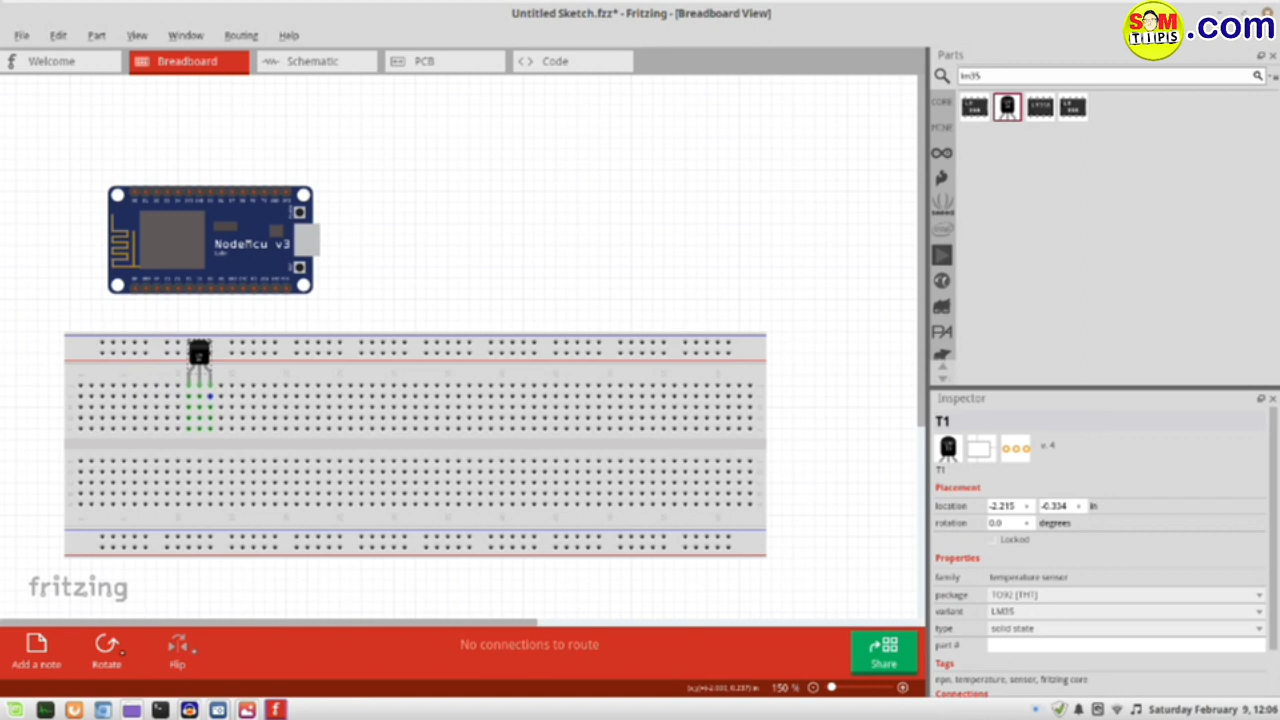 Untitled Sketch.fzz* - Fritzing - [Breadboard View]
SOM TIIPS .com
File Edit Part View Window Routing Help
Welcome Breadboard Schematic PCB Code
Parts
lm35
CORE
MINE
NodeMcu v3
fritzing
Inspector
T1
v. 4
T1
Placement
location -2.215 -0.334 in
rotation 0.0 degrees
Locked
Properties
family temperature sensor
package TO92 [THT]
variant LM35
type solid state
part #
Tags
npn, temperature, sensor, fritzing core
Connections
No connections to route
Add a note Rotate Flip Share
150 %
Saturday February 9, 12:06